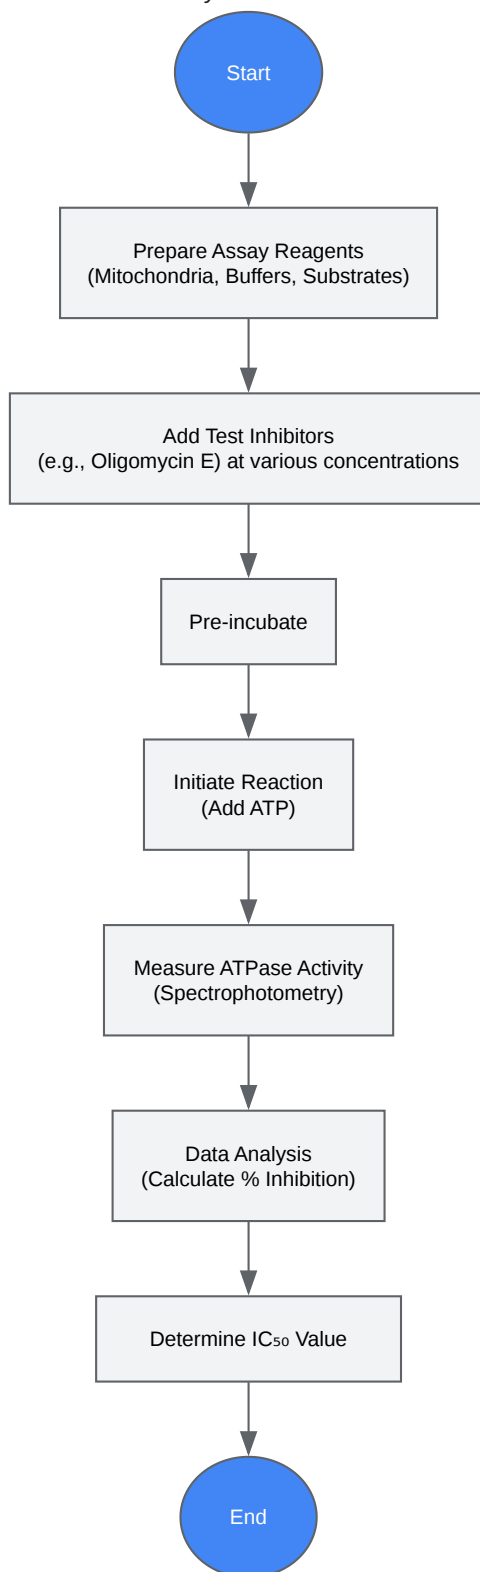 Start
Prepare Assay Reagents
(Mitochondria, Buffers, Substrates)
Add Test Inhibitors
(e.g., Oligomycin E) at various concentrations
Pre-incubate
Initiate Reaction
(Add ATP)
Measure ATPase Activity
(Spectrophotometry)
Data Analysis
(Calculate % Inhibition)
Determine IC₅₀ Value
End